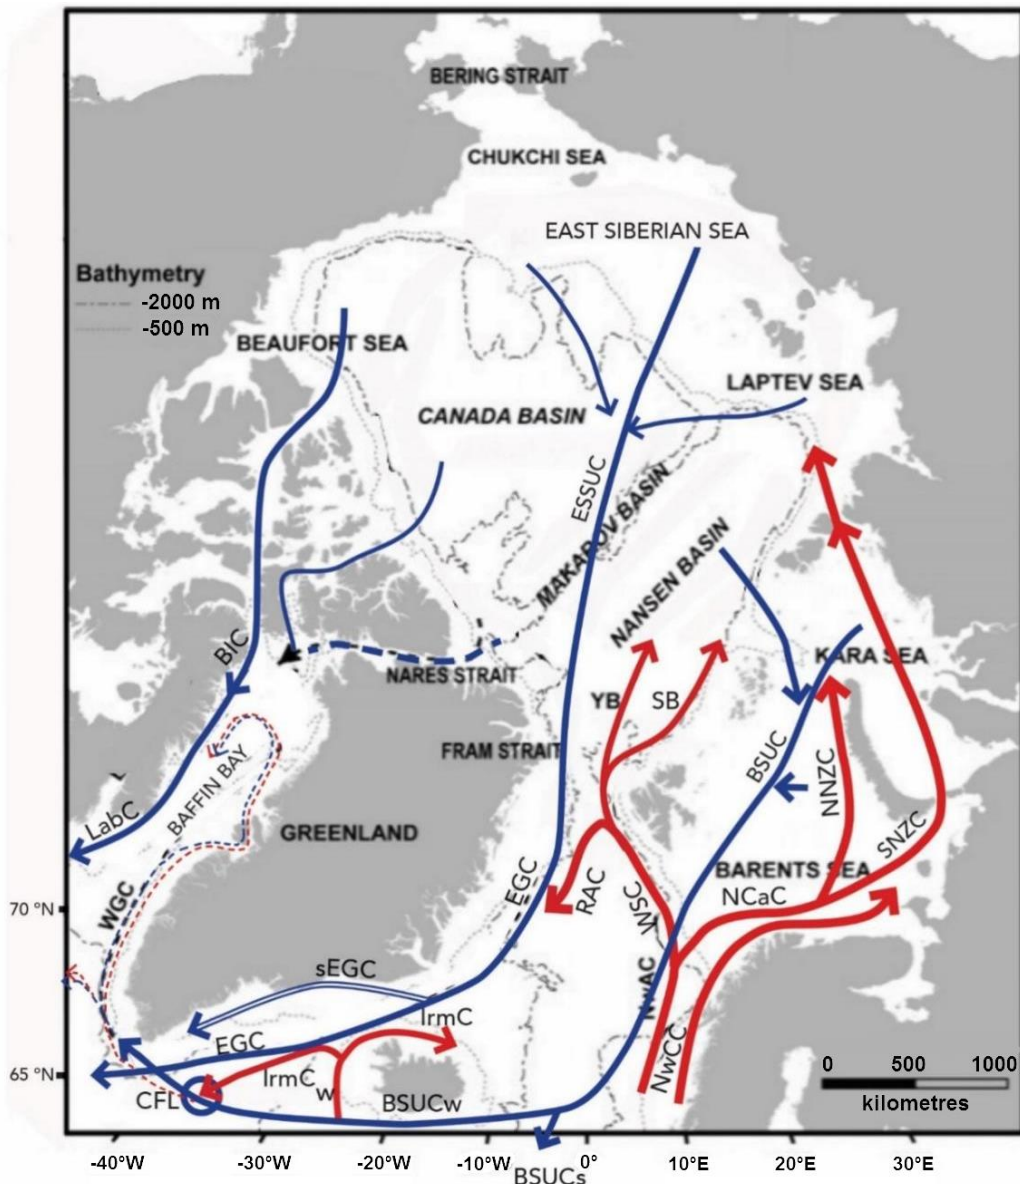 BERING STRAIT
CHUKCHI SEA
EAST SIBERIAN SEA
Bathymetry
-2000 m
-500 m
BEAUFORT SEA
LAPTEV SEA
CANADA BASIN
ESSUC
MAKAROV BASIN
NANSEN BASIN
BIC
KARA SEA
NARES STRAIT
YB
SB
FRAM STRAIT
BSUC
NNZC
BAFFIN BAY
LabC
GREENLAND
SNZC
BARENTS SEA
EGC
RAC
WSC
NCaC
WGC
70 °N
sEGC
NwAC
IrmC
EGC
NwCC
65 °N
IrmC
w
CFL
BSUCw
0 500 1000
kilometres
-40°W -30°W -20°W -10°W 0° 10°E 20°E 30°E
BSUCs